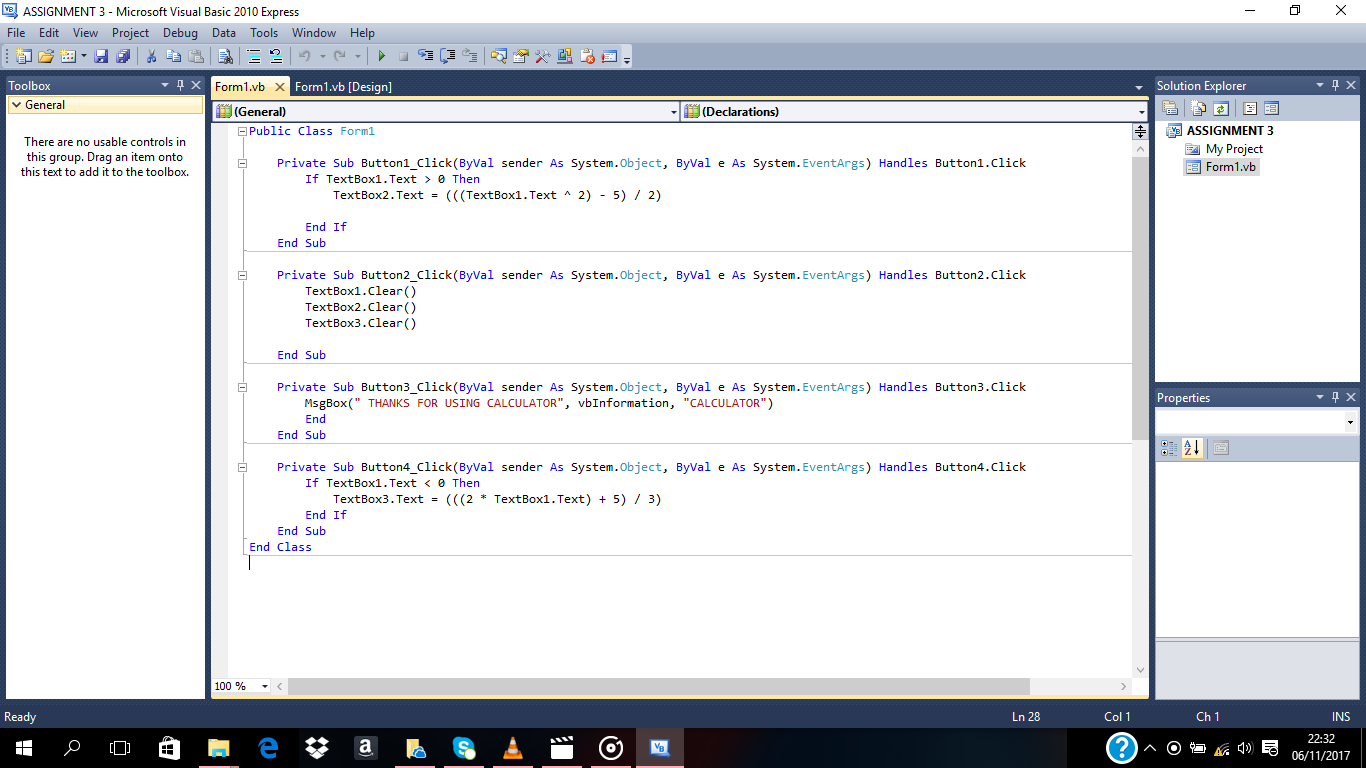 ASSIGNMENT 3 - Microsoft Visual Basic 2010 Express
File Edit View Project Debug Data Tools Window Help
Toolbox
General
There are no usable controls in
this group. Drag an item onto
this text to add it to the toolbox.
Form1.vb Form1.vb [Design]
(General) (Declarations)
Public Class Form1
Private Sub Button1_Click(ByVal sender As System.Object, ByVal e As System.EventArgs) Handles Button1.Click
If TextBox1.Text > 0 Then
TextBox2.Text = (((TextBox1.Text ^ 2) - 5) / 2)
End If
End Sub
Private Sub Button2_Click(ByVal sender As System.Object, ByVal e As System.EventArgs) Handles Button2.Click
TextBox1.Clear()
TextBox2.Clear()
TextBox3.Clear()
End Sub
Private Sub Button3_Click(ByVal sender As System.Object, ByVal e As System.EventArgs) Handles Button3.Click
MsgBox(" THANKS FOR USING CALCULATOR", vbInformation, "CALCULATOR")
End
End Sub
Private Sub Button4_Click(ByVal sender As System.Object, ByVal e As System.EventArgs) Handles Button4.Click
If TextBox1.Text < 0 Then
TextBox3.Text = (((2 * TextBox1.Text) + 5) / 3)
End If
End Sub
End Class
100 %
Solution Explorer
ASSIGNMENT 3
My Project
Form1.vb
Properties
Ready Ln 28 Col 1 Ch 1 INS
22:32
06/11/2017